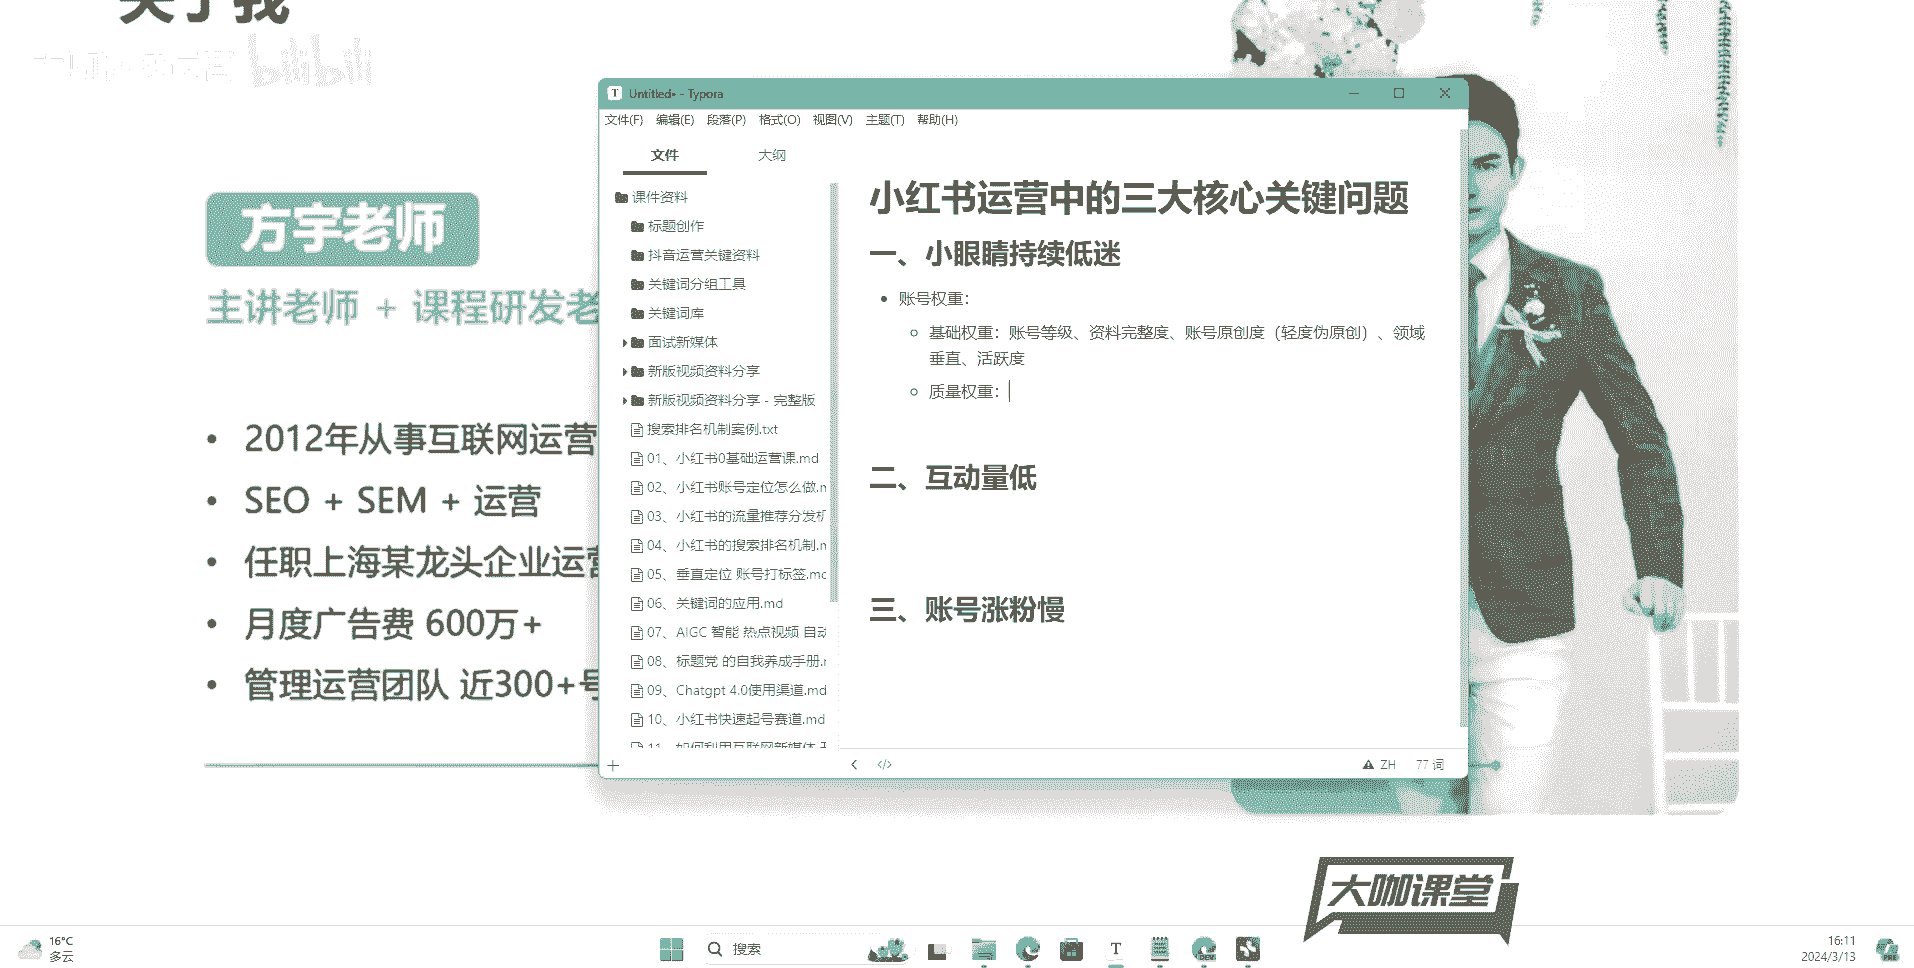 关于我
bilibili
方宇老师
主讲老师 + 课程研发老
• 2012年从事互联网运营
• SEO + SEM + 运营
• 任职上海某龙头企业运营
• 月度广告费 600万+
• 管理运营团队 近300+号
Untitled• - Typora
文件(F) 编辑(E) 段落(P) 格式(O) 视图(V) 主题(T) 帮助(H)
文件 大纲
课件资料
标题创作
抖音运营关键资料
关键词分组工具
关键词库
面试新媒体
新版视频资料分享
新版视频资料分享 - 完整版
搜索排名机制案例.txt
01、小红书0基础运营课.md
02、小红书账号定位怎么做.m
03、小红书的流量推荐分发机
04、小红书的搜索排名机制.m
05、垂直定位 账号打标签.md
06、关键词的应用.md
07、AIGC 智能 热点视频 自动
08、标题党 的自我养成手册.m
09、Chatgpt 4.0使用渠道.md
10、小红书快速起号赛道.md
11、如何利用互联网新媒体
小红书运营中的三大核心关键问题
一、小眼睛持续低迷
• 账号权重：
基础权重：账号等级、资料完整度、账号原创度（轻度伪原创）、领域
垂直、活跃度
质量权重：
二、互动量低
三、账号涨粉慢
</> ZH 77 词
大咖课堂
16°C
多云
搜索
16:11
2024/3/13